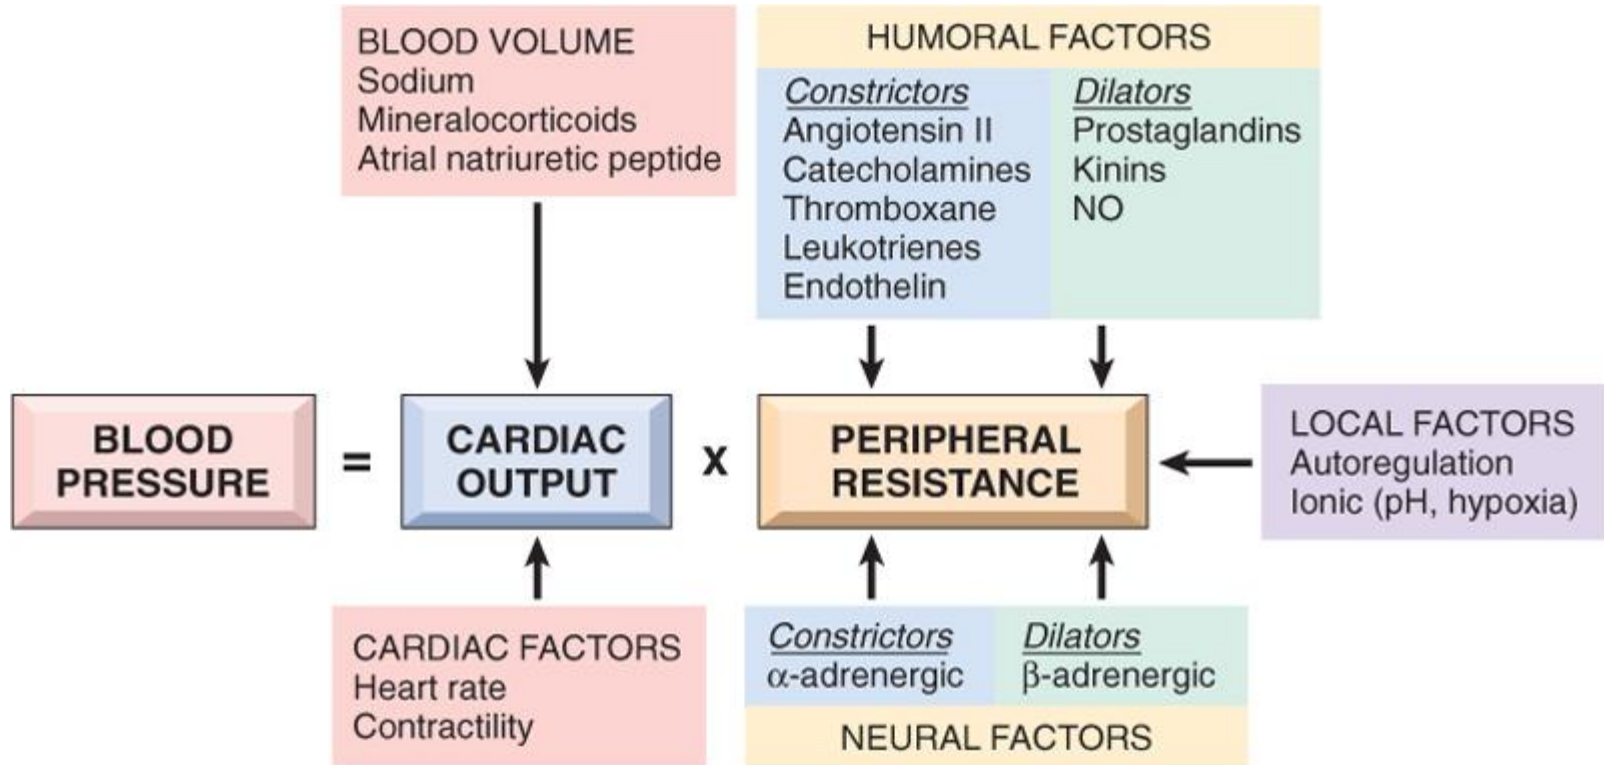 BLOOD VOLUME
Sodium
Mineralocorticoids
Atrial natriuretic peptide
HUMORAL FACTORS
Constrictors
Angiotensin II
Catecholamines
Thromboxane
Leukotrienes
Endothelin
Dilators
Prostaglandins
Kinins
NO
BLOOD
PRESSURE
=
CARDIAC
OUTPUT
x
PERIPHERAL
RESISTANCE
LOCAL FACTORS
Autoregulation
Ionic (pH, hypoxia)
CARDIAC FACTORS
Heart rate
Contractility
Constrictors
α-adrenergic
Dilators
β-adrenergic
NEURAL FACTORS